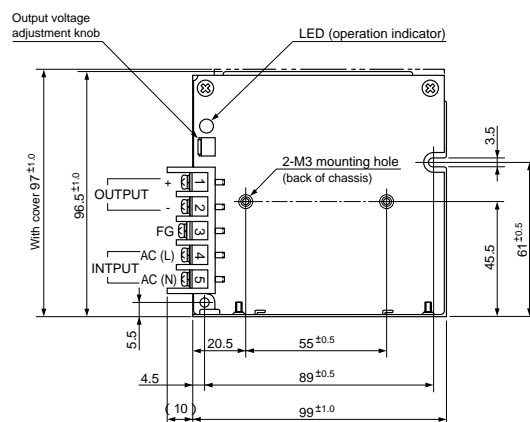 Output voltage
adjustment knob
LED (operation indicator)
With cover 97±1.0
96.5±1.0
3.5
2-M3 mounting hole
(back of chassis)
+
OUTPUT
-
FG
AC (L)
INTPUT
AC (N)
1
2
3
4
5
61±0.5
45.5
5.5
20.5
55±0.5
4.5
89±0.5
( 10 )
99±1.0